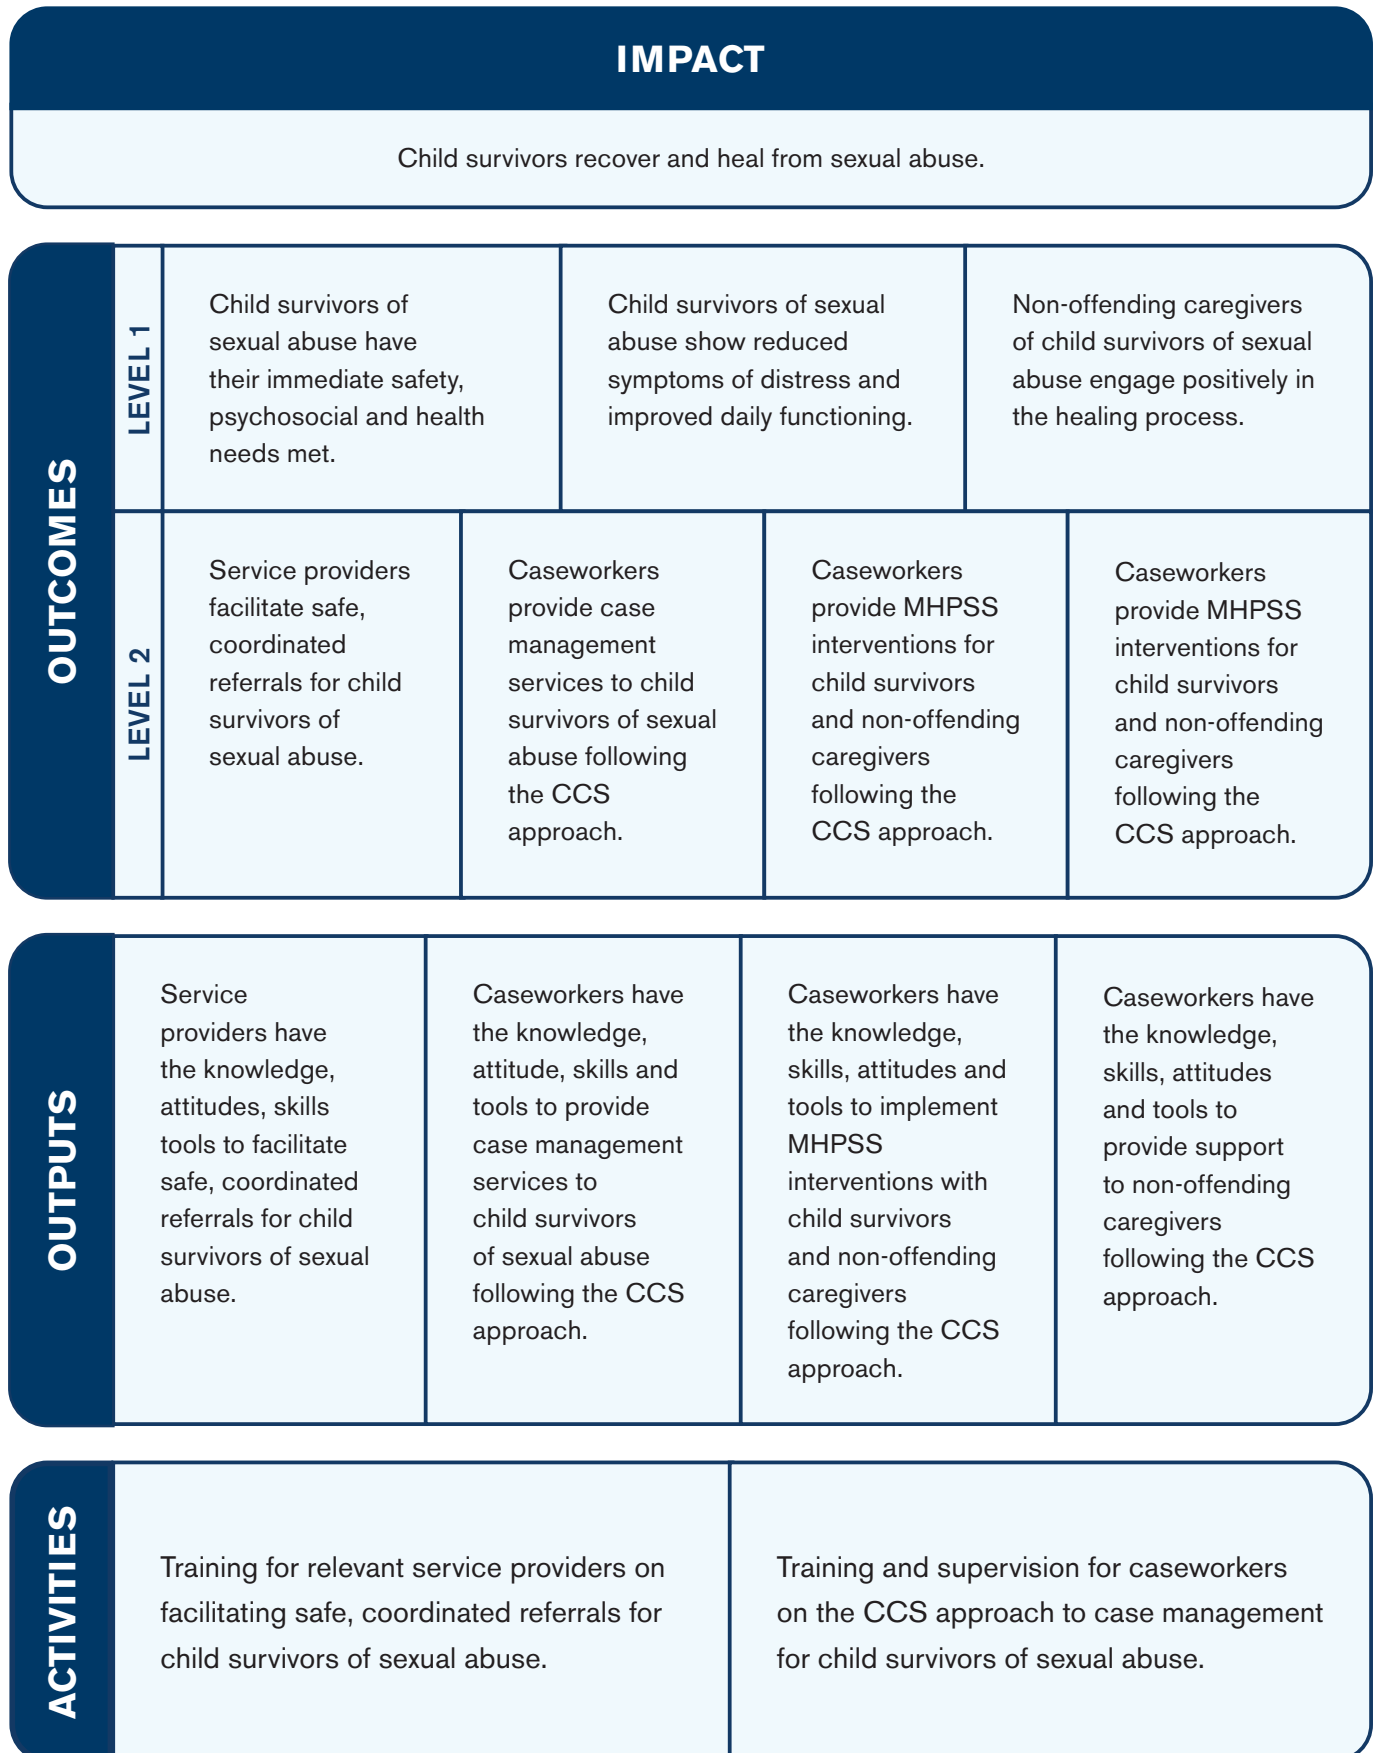 IMPACT
Child survivors recover and heal from sexual abuse.
OUTCOMES
LEVEL 1
Child survivors of
sexual abuse have
their immediate safety,
psychosocial and health
needs met.
Child survivors of sexual
abuse show reduced
symptoms of distress and
improved daily functioning.
Non-offending caregivers
of child survivors of sexual
abuse engage positively in
the healing process.
LEVEL 2
Service providers
facilitate safe,
coordinated
referrals for child
survivors of
sexual abuse.
Caseworkers
provide case
management
services to child
survivors of sexual
abuse following
the CCS
approach.
Caseworkers
provide MHPSS
interventions for
child survivors
and non-offending
caregivers
following the
CCS approach.
Caseworkers
provide MHPSS
interventions for
child survivors
and non-offending
caregivers
following the
CCS approach.
OUTPUTS
Service
providers have
the knowledge,
attitudes, skills
tools to facilitate
safe, coordinated
referrals for child
survivors of sexual
abuse.
Caseworkers have
the knowledge,
attitude, skills and
tools to provide
case management
services to
child survivors
of sexual abuse
following the CCS
approach.
Caseworkers have
the knowledge,
skills, attitudes and
tools to implement
MHPSS
interventions with
child survivors
and non-offending
caregivers
following the CCS
approach.
Caseworkers have
the knowledge,
skills, attitudes
and tools to
provide support
to non-offending
caregivers
following the CCS
approach.
ACTIVITIES
Training for relevant service providers on
facilitating safe, coordinated referrals for
child survivors of sexual abuse.
Training and supervision for caseworkers
on the CCS approach to case management
for child survivors of sexual abuse.